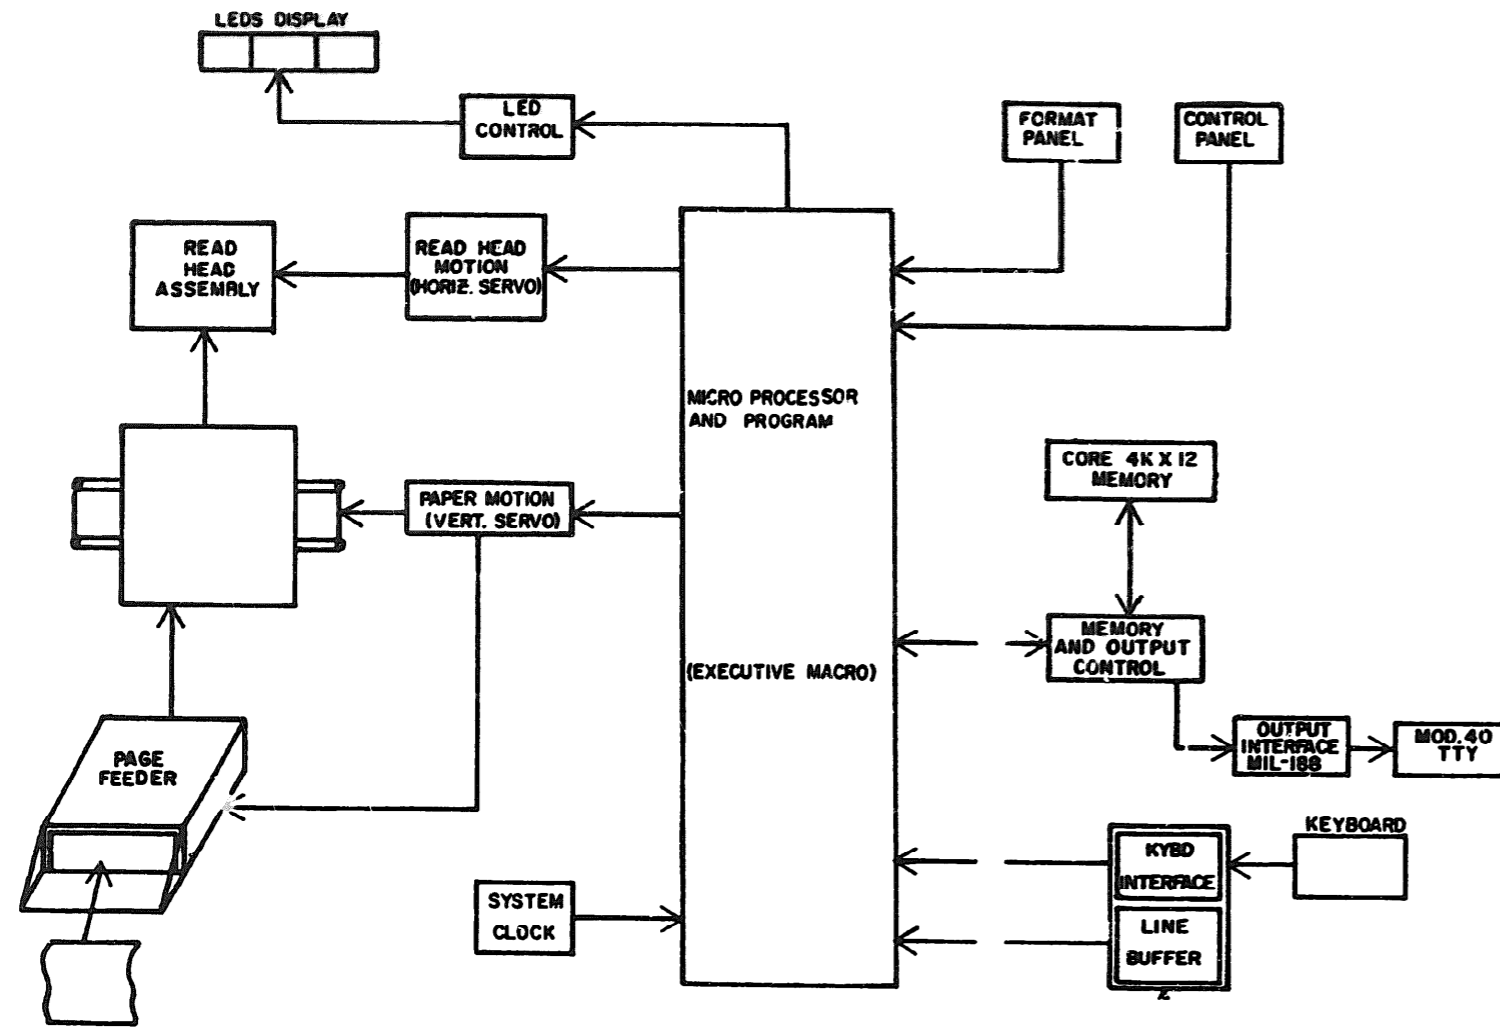 LEDS DISPLAY
LED
CONTROL
FORMAT
PANEL
CONTROL
PANEL
READ
HEAD
ASSEMBLY
READ HEAD
MOTION
(HORIZ. SERVO)
MICRO PROCESSOR
AND PROGRAM
CORE 4K X 12
MEMORY
PAPER MOTION
(VERT. SERVO)
MEMORY
AND OUTPUT
CONTROL
(EXECUTIVE MACRO)
OUTPUT
INTERFACE
MIL-188
MOD. 40
TTY
PAGE
FEEDER
KEYBOARD
KYBD
INTERFACE
SYSTEM
CLOCK
LINE
BUFFER